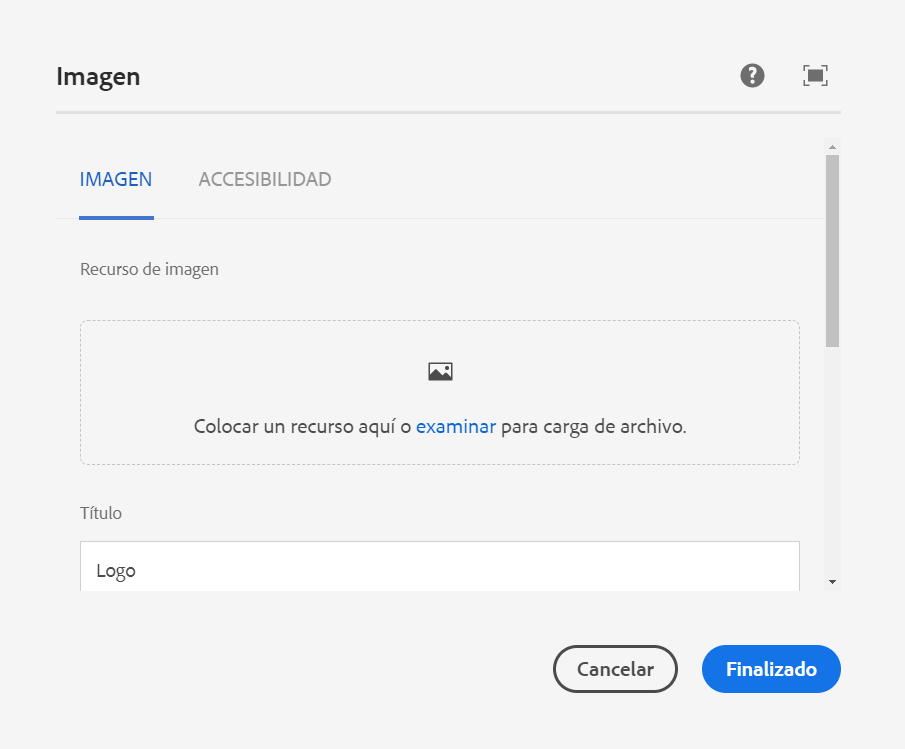 Imagen
IMAGEN ACCESIBILIDAD
Recurso de imagen
Colocar un recurso aquí o examinar para carga de archivo.
Título
Logo
Cancelar Finalizado